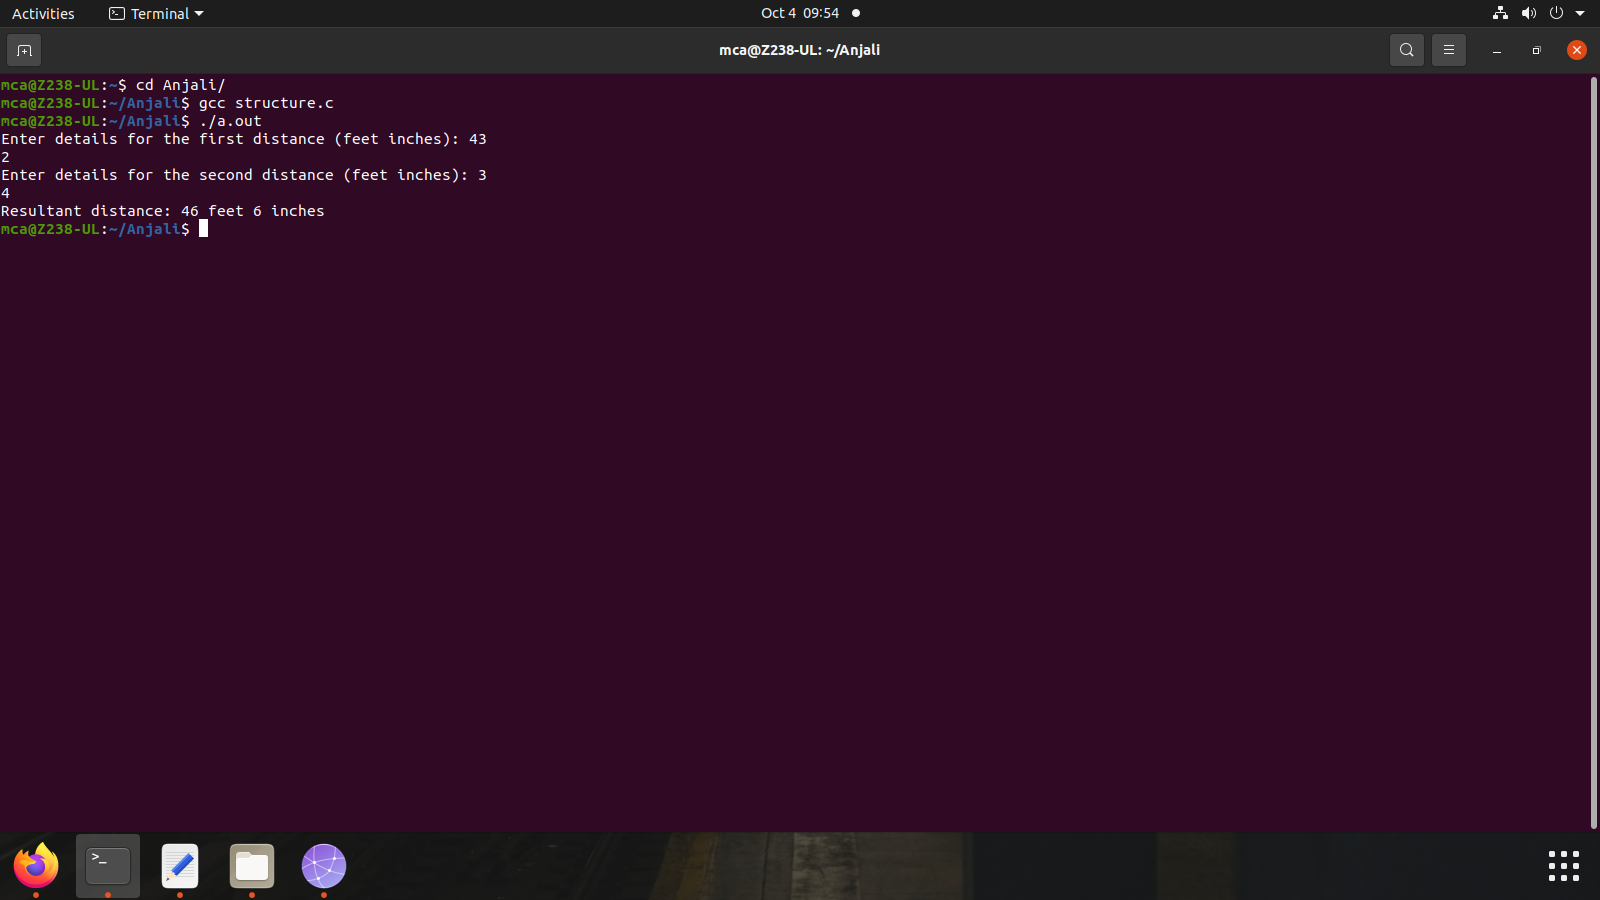 Activities
Terminal
Oct 4 09:54
mca@Z238-UL: ~/Anjali
mca@Z238-UL:~$ cd Anjali/
mca@Z238-UL:~/Anjali$ gcc structure.c
mca@Z238-UL:~/Anjali$ ./a.out
Enter details for the first distance (feet inches): 43
2
Enter details for the second distance (feet inches): 3
4
Resultant distance: 46 feet 6 inches
mca@Z238-UL:~/Anjali$